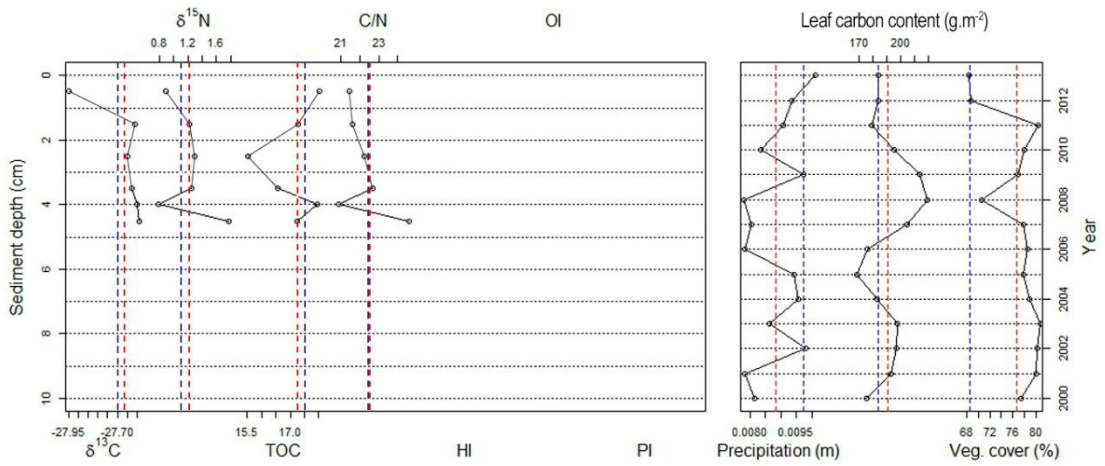 δ¹⁵N C/N OI Leaf carbon content (g.m⁻²)
0.8 1.2 1.6 21 23 170 200
Sediment depth (cm)
0
2
4
6
8
10
Year
2012
2010
2008
2006
2004
2002
2000
-27.95 -27.70 15.5 17.0 0.0080 0.0095 68 72 76 80
δ¹³C TOC HI PI Precipitation (m) Veg. cover (%)